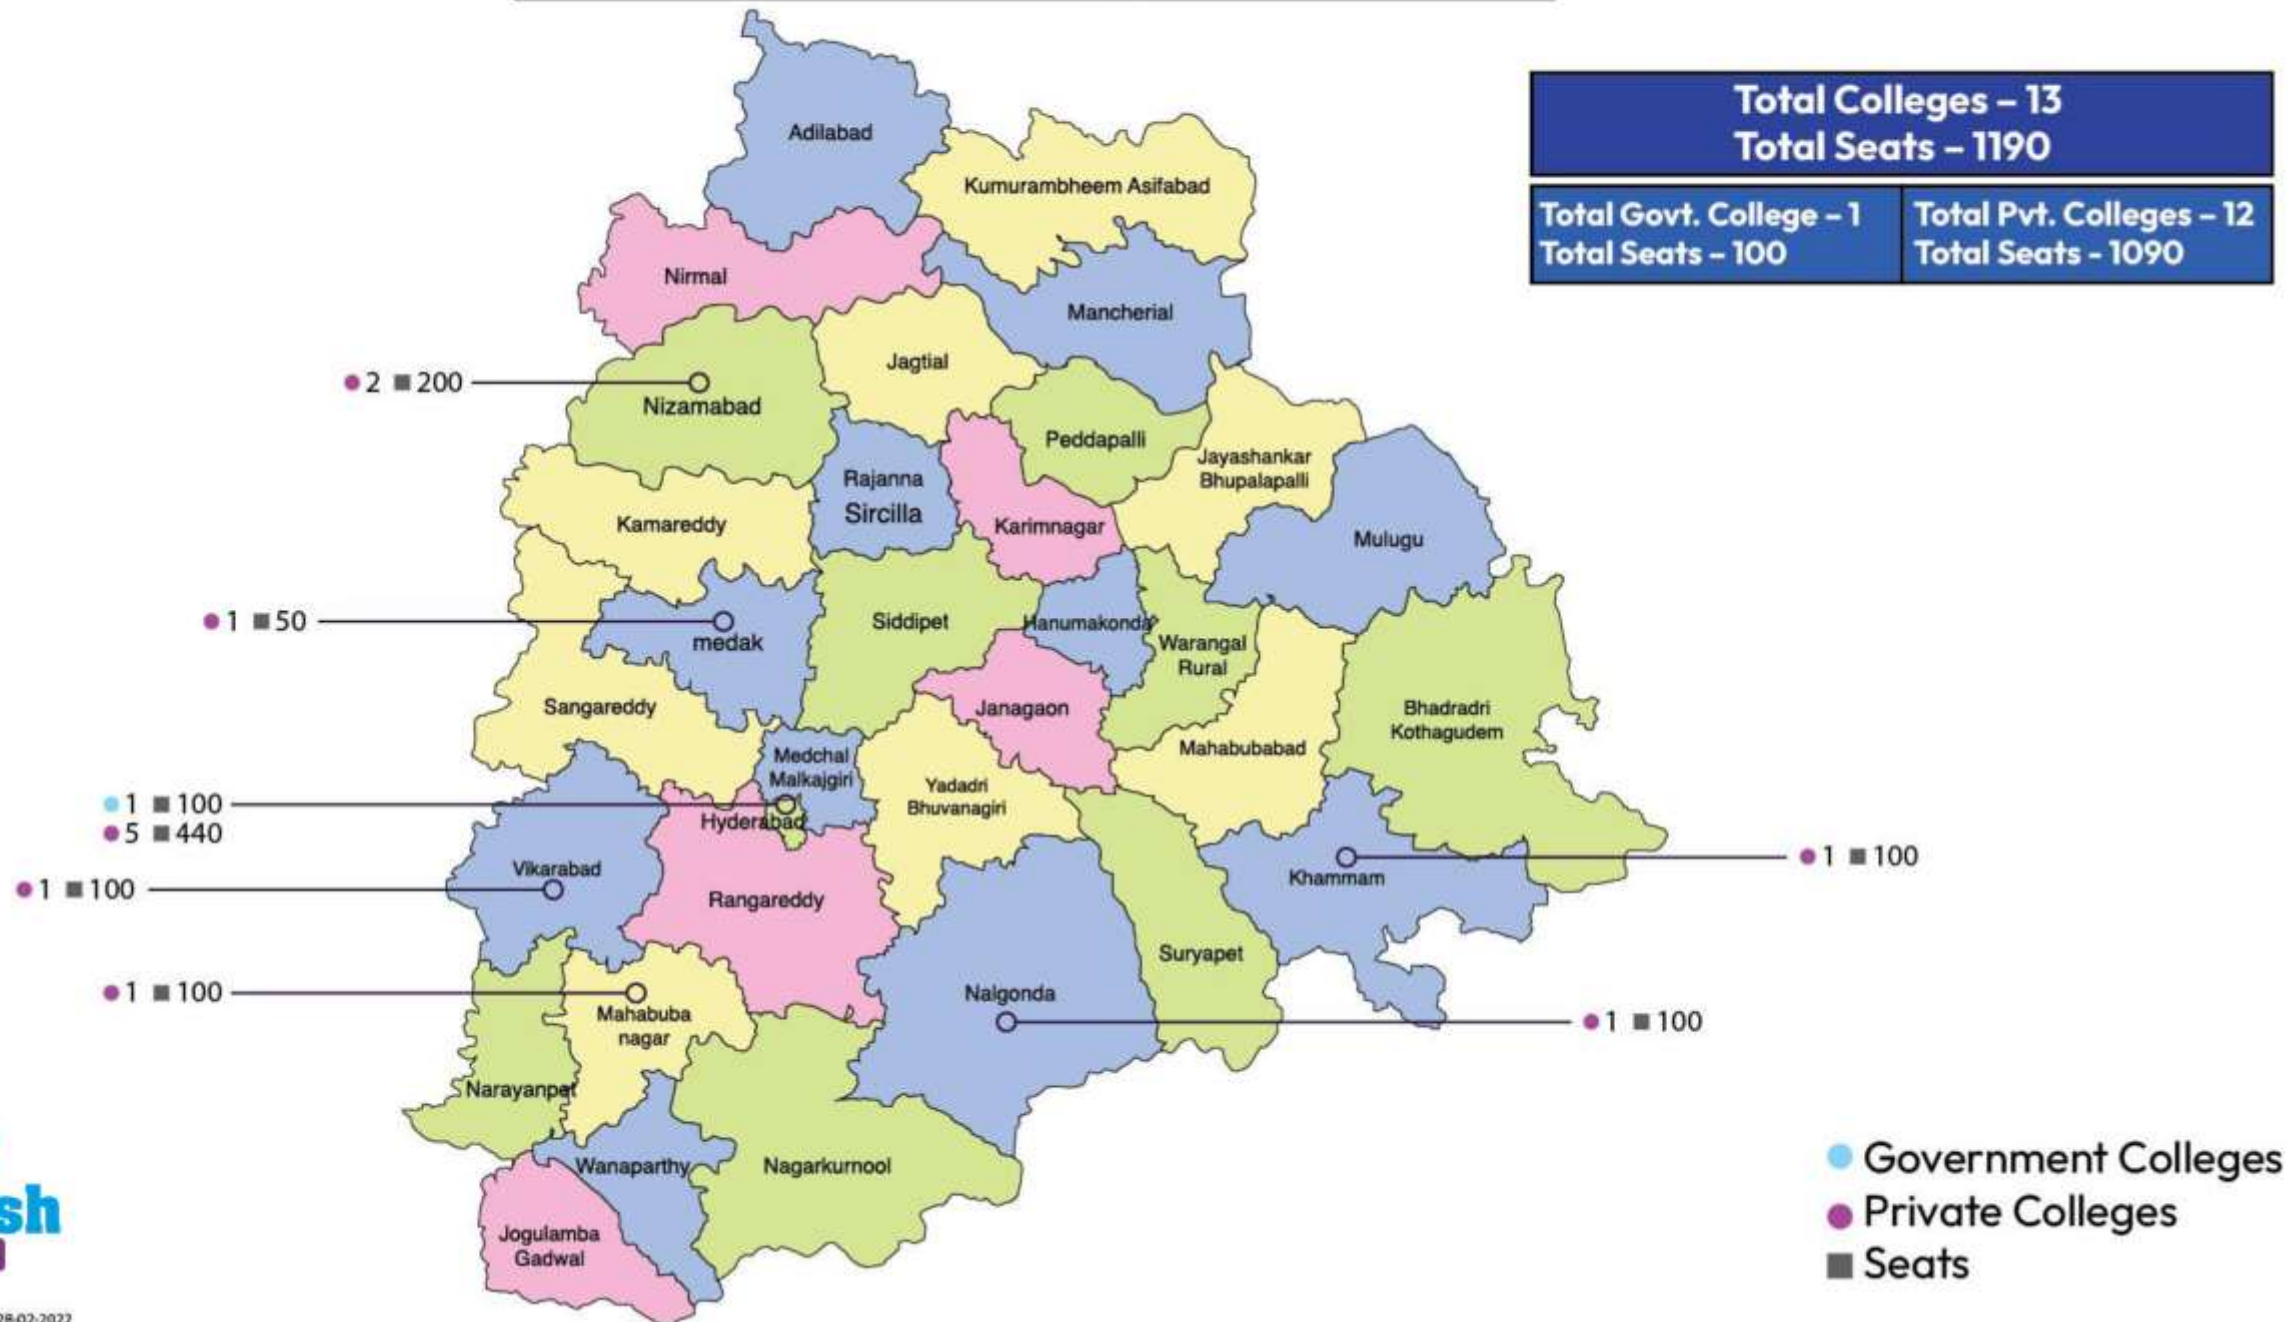 Total Colleges – 13
Total Seats – 1190
Total Govt. College – 1
Total Seats – 100
Total Pvt. Colleges – 12
Total Seats - 1090
Adilabad
Kumurambheem Asifabad
Nirmal
Mancherial
Jagtial
2 200
Nizamabad
Peddapalli
Jayashankar
Bhupalapalli
Rajanna
Sircilla
Kamareddy
Karimnagar
Mulugu
1 50
medak
Siddipet
Hanumakonda
Warangal
Rural
Sangareddy
Janagaon
Bhadradri
Kothagudem
Mahabubabad
Medchal
Malkajgiri
Yadadri
Bhuvanagiri
1 100
5 440
Hyderabad
1 100
Khammam
Vikarabad
1 100
Rangareddy
Suryapet
1 100
Mahabuba
nagar
Nalgonda
1 100
Narayanpet
Wanaparthy
Nagarkurnool
Jogulamba
Gadwal
Government Colleges
Private Colleges
Seats
sh
28-02-2022